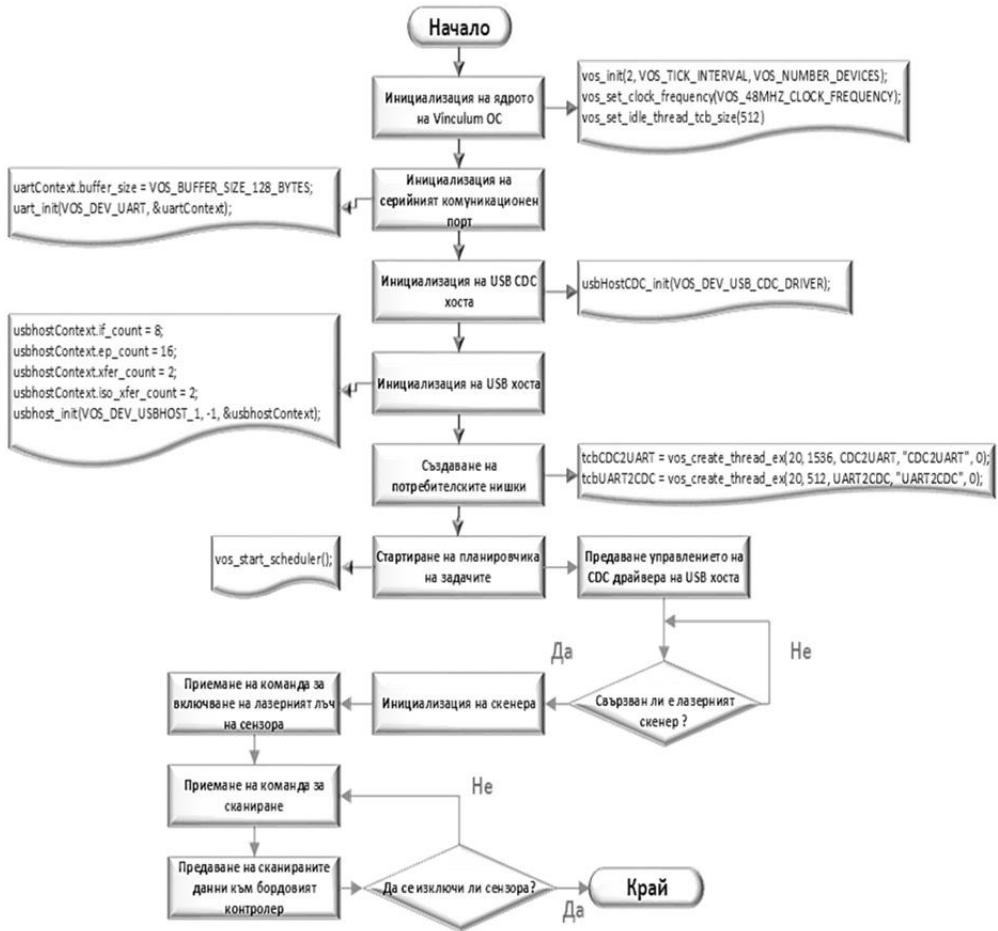 Начало
Инициализация на ядрото
на Vinculum ОС
vos_init(2, VOS_TICK_INTERVAL, VOS_NUMBER_DEVICES);
vos_set_clock_frequency(VOS_48MHZ_CLOCK_FREQUENCY);
vos_set_idle_thread_tcb_size(512)
uartContext.buffer_size = VOS_BUFFER_SIZE_128_BYTES;
uart_init(VOS_DEV_UART, &uartContext);
Инициализация на
серийният комуникационен
порт
Инициализация на USB CDC
хоста
usbHostCDC_init(VOS_DEV_USB_CDC_DRIVER);
usbhostContext.if_count = 8;
usbhostContext.ep_count = 16;
usbhostContext.xfer_count = 2;
usbhostContext.iso_xfer_count = 2;
usbhost_init(VOS_DEV_USBHOST_1, -1, &usbhostContext);
Инициализация на USB хоста
Създаване на
потребителските нишки
tcbCDC2UART = vos_create_thread_ex(20, 1536, CDC2UART, "CDC2UART", 0);
tcbUART2CDC = vos_create_thread_ex(20, 512, UART2CDC, "UART2CDC", 0);
vos_start_scheduler();
Стартиране на планировчика
на задачите
Предаване управлението на
CDC драйвера на USB хоста
Да
Не
Свързван ли е лазерният
скенер ?
Инициализация на скенера
Приемане на команда за
включване на лазерният лъч
на сензора
Приемане на команда за
сканиране
Не
Предаване на сканираните
данни към бордовият
контролер
Да се изключи ли сензора?
Да
Край